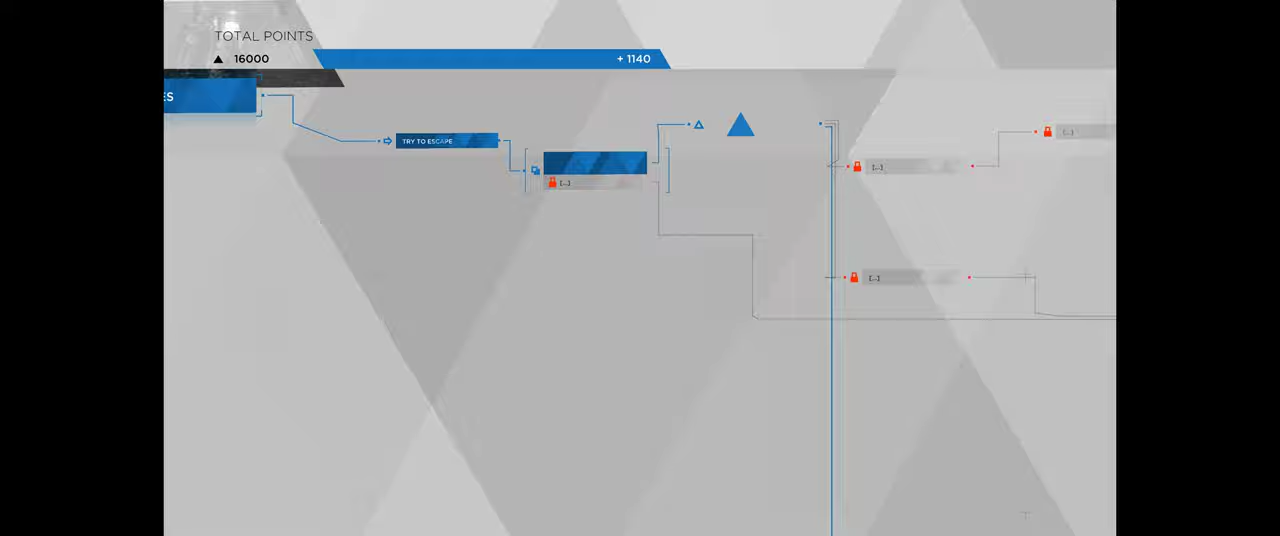 TOTAL POINTS
16000
+ 1140
ES
TRY TO ESCAPE
[...]
[...]
[...]
[...]